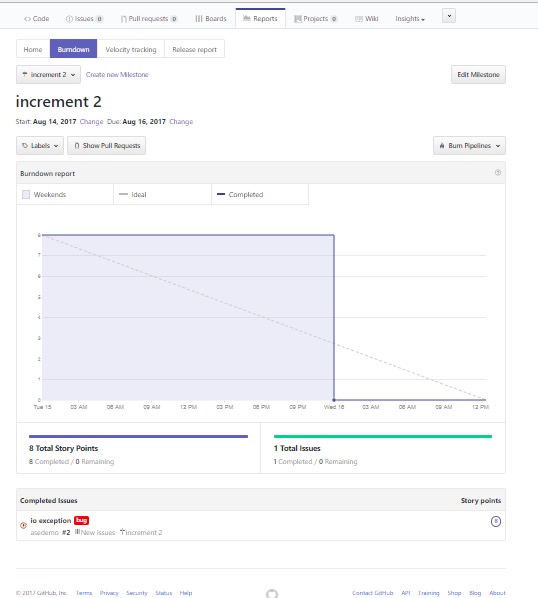 Code Issues 0 Pull requests 0 Boards Reports Projects 0 Wiki Insights
Home Burndown Velocity tracking Release report
increment 2 Create new Milestone Edit Milestone
increment 2
Start: Aug 14, 2017 Change Due: Aug 16, 2017 Change
Labels Show Pull Requests Burn Pipelines
Burndown report
Weekends Ideal Completed
8
7
6
5
4
3
2
1
0
Tue 15 03 AM 06 AM 09 AM 12 PM 03 PM 06 PM 09 PM Wed 16 03 AM 06 AM 09 AM 12 PM
8 Total Story Points 1 Total Issues
8 Completed / 0 Remaining 1 Completed / 0 Remaining
Completed Issues Story points
io exception bug 8
asedemo #2 New Issues increment 2
© 2017 GitHub, Inc. Terms Privacy Security Status Help Contact GitHub API Training Shop Blog About